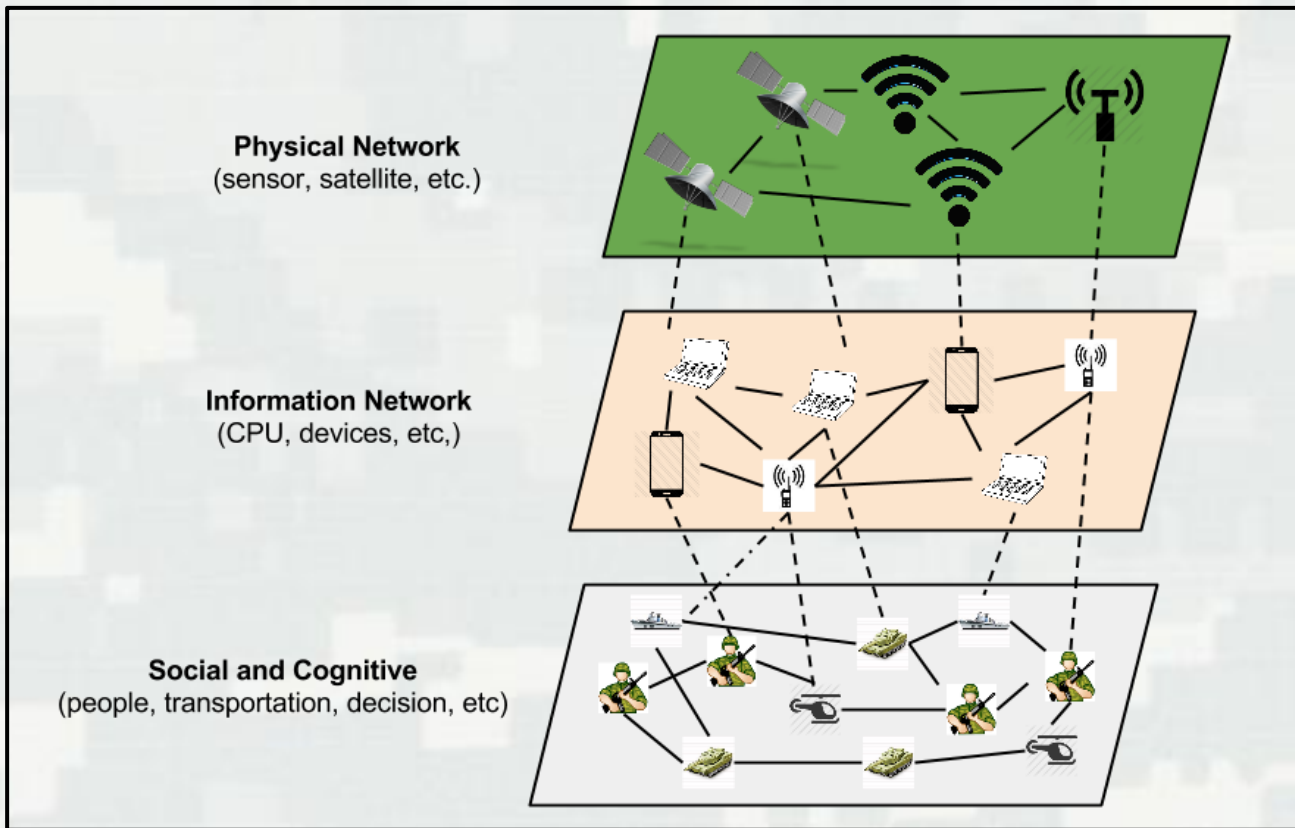 Physical Network
(sensor, satellite, etc.)
Information Network
(CPU, devices, etc,)
Social and Cognitive
(people, transportation, decision, etc)